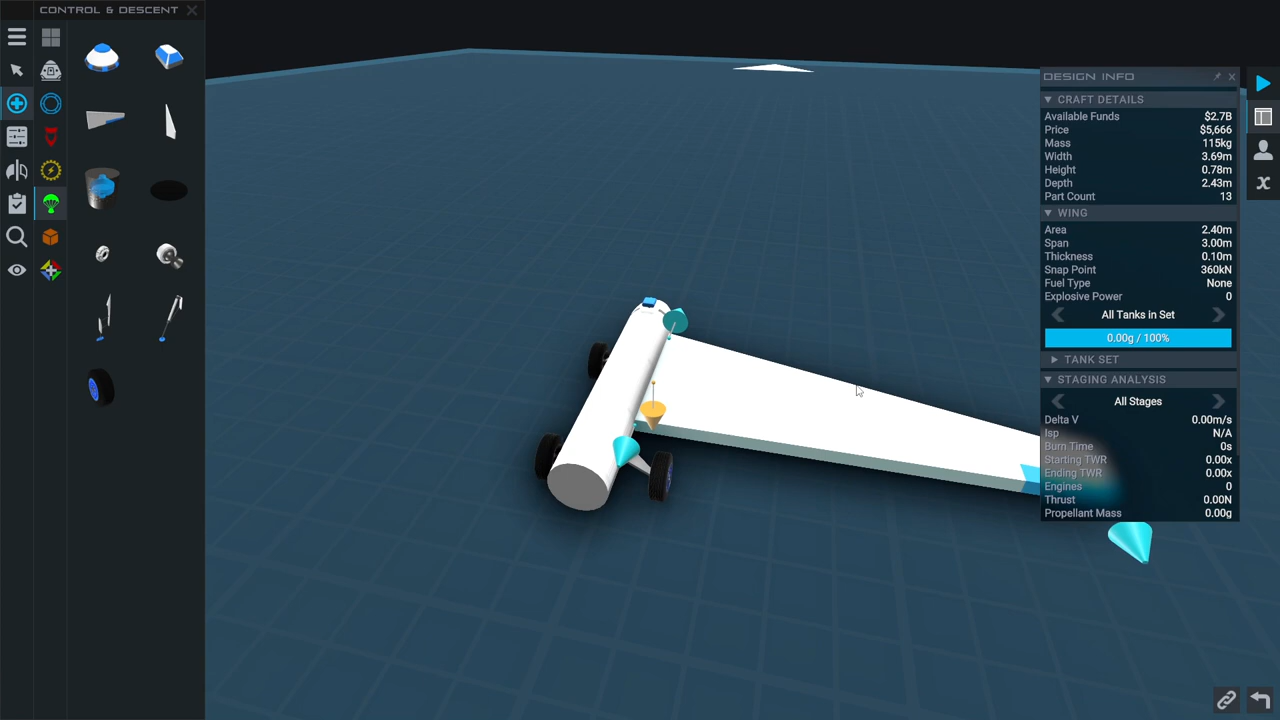 CONTROL & DESCENT
DESIGN INFO
CRAFT DETAILS
Available Funds $2.7B
Price $5,666
Mass 115kg
Width 3.69m
Height 0.78m
Depth 2.43m
Part Count 13
WING
Area 2.40m
Span 3.00m
Thickness 0.10m
Snap Point 360kN
Fuel Type None
Explosive Power 0
All Tanks in Set
0.00g / 100%
TANK SET
STAGING ANALYSIS
All Stages
Delta V 0.00m/s
Isp N/A
Burn Time 0s
Starting TWR 0.00x
Ending TWR 0.00x
Engines 0
Thrust 0.00N
Propellant Mass 0.00g